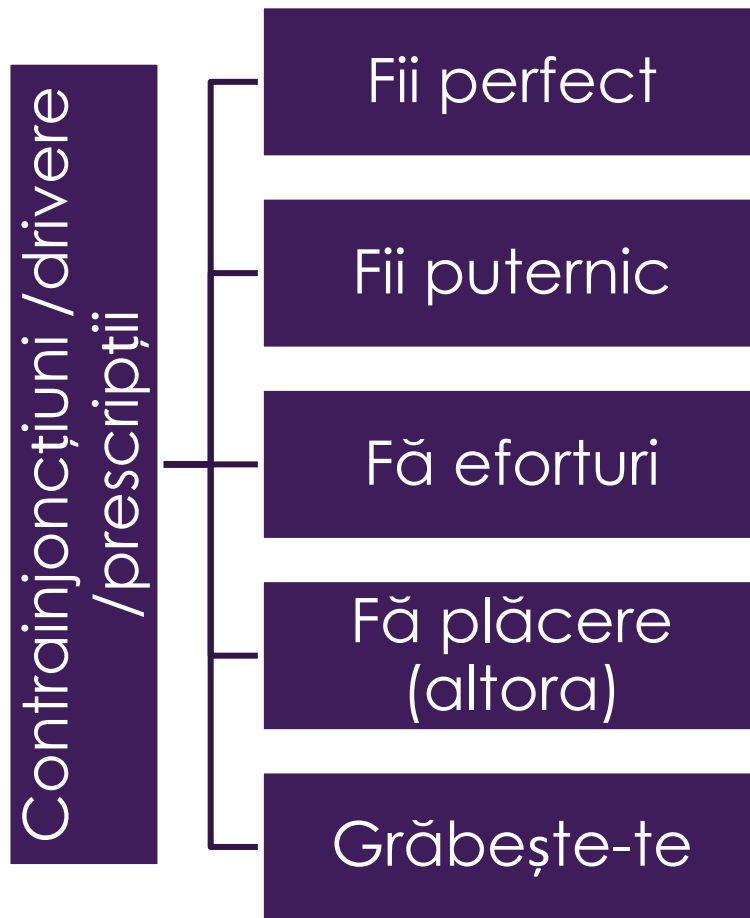 Contrainjoncțiuni /drivere
/prescripții
Fii perfect
Fii puternic
Fă eforturi
Fă plăcere
(altora)
Grăbește-te